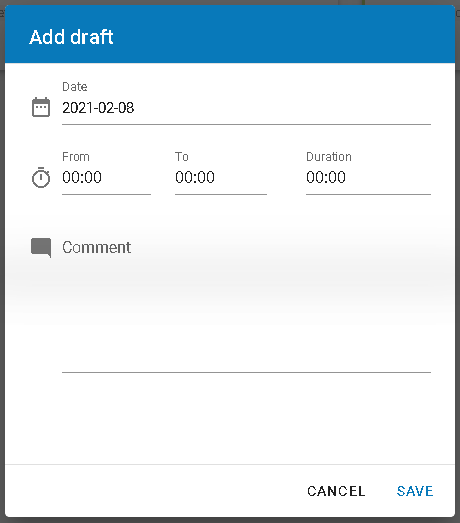 Add draft
Date
2021-02-08
From To Duration
00:00 00:00 00:00
Comment
CANCEL SAVE